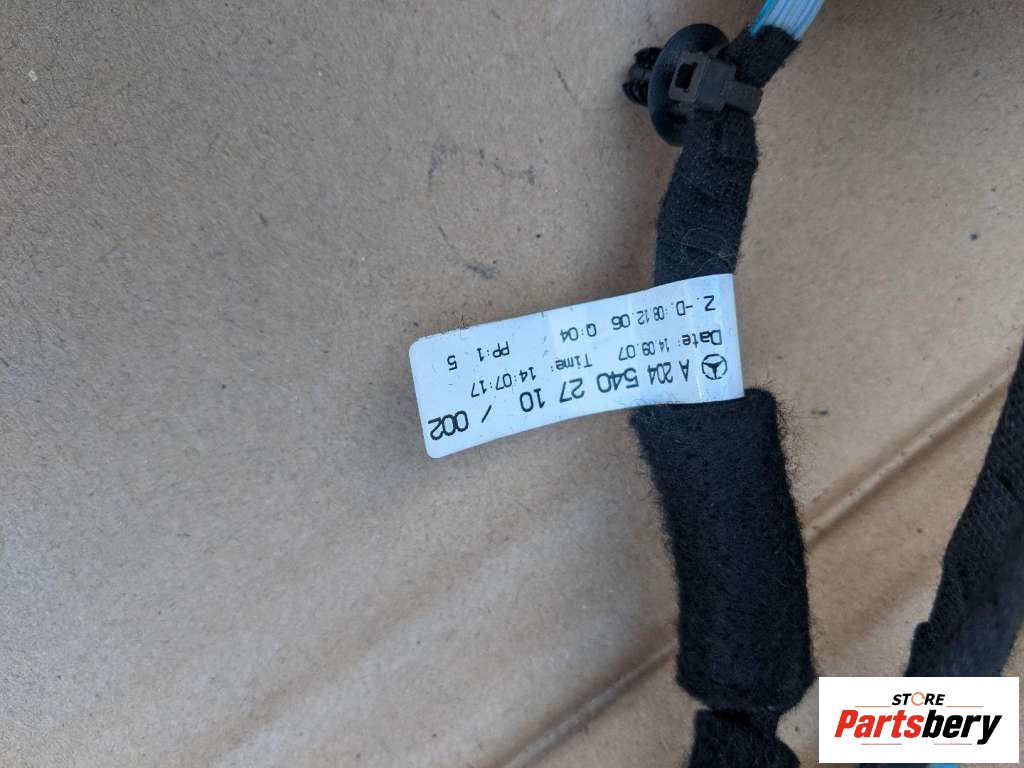 A 204 540 27 10 / 002
Date: 14.09.07 Time: 14:07:17
Z.-D.:08.12.06 Q:04 PP:1 5
STORE
Partsbery